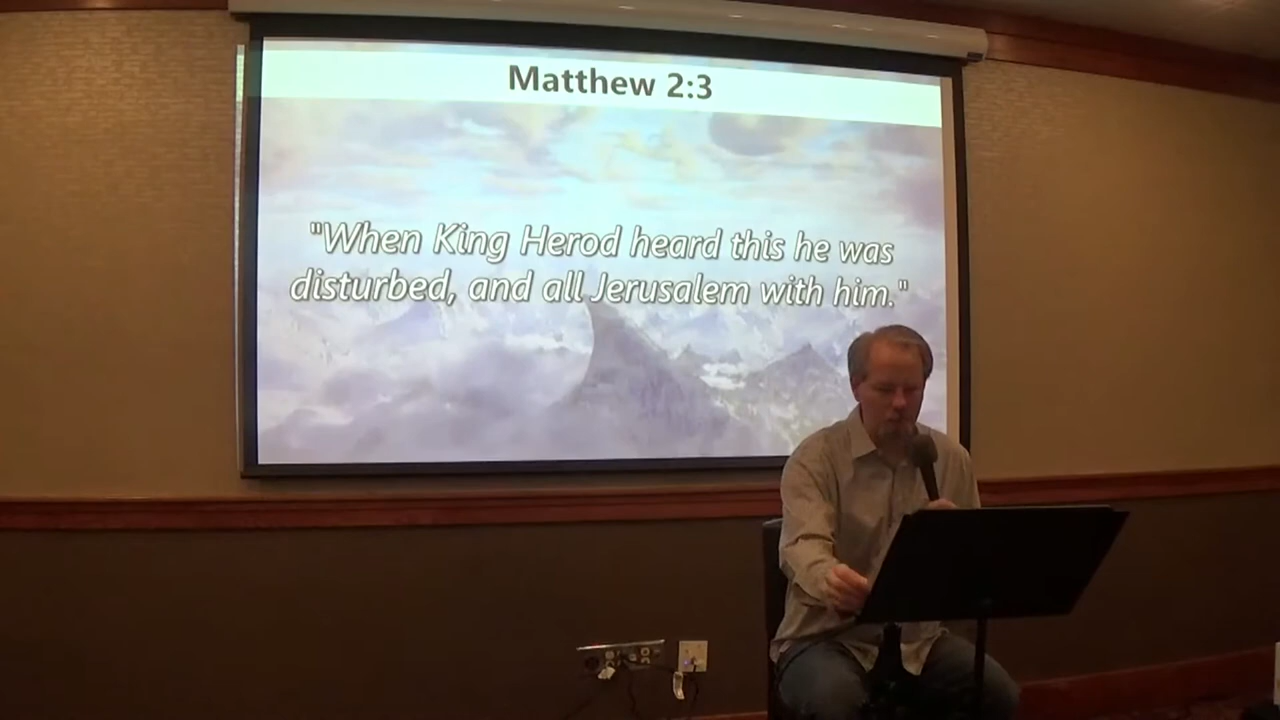 Matthew 2:3
"When King Herod heard this he was
disturbed, and all Jerusalem with him."